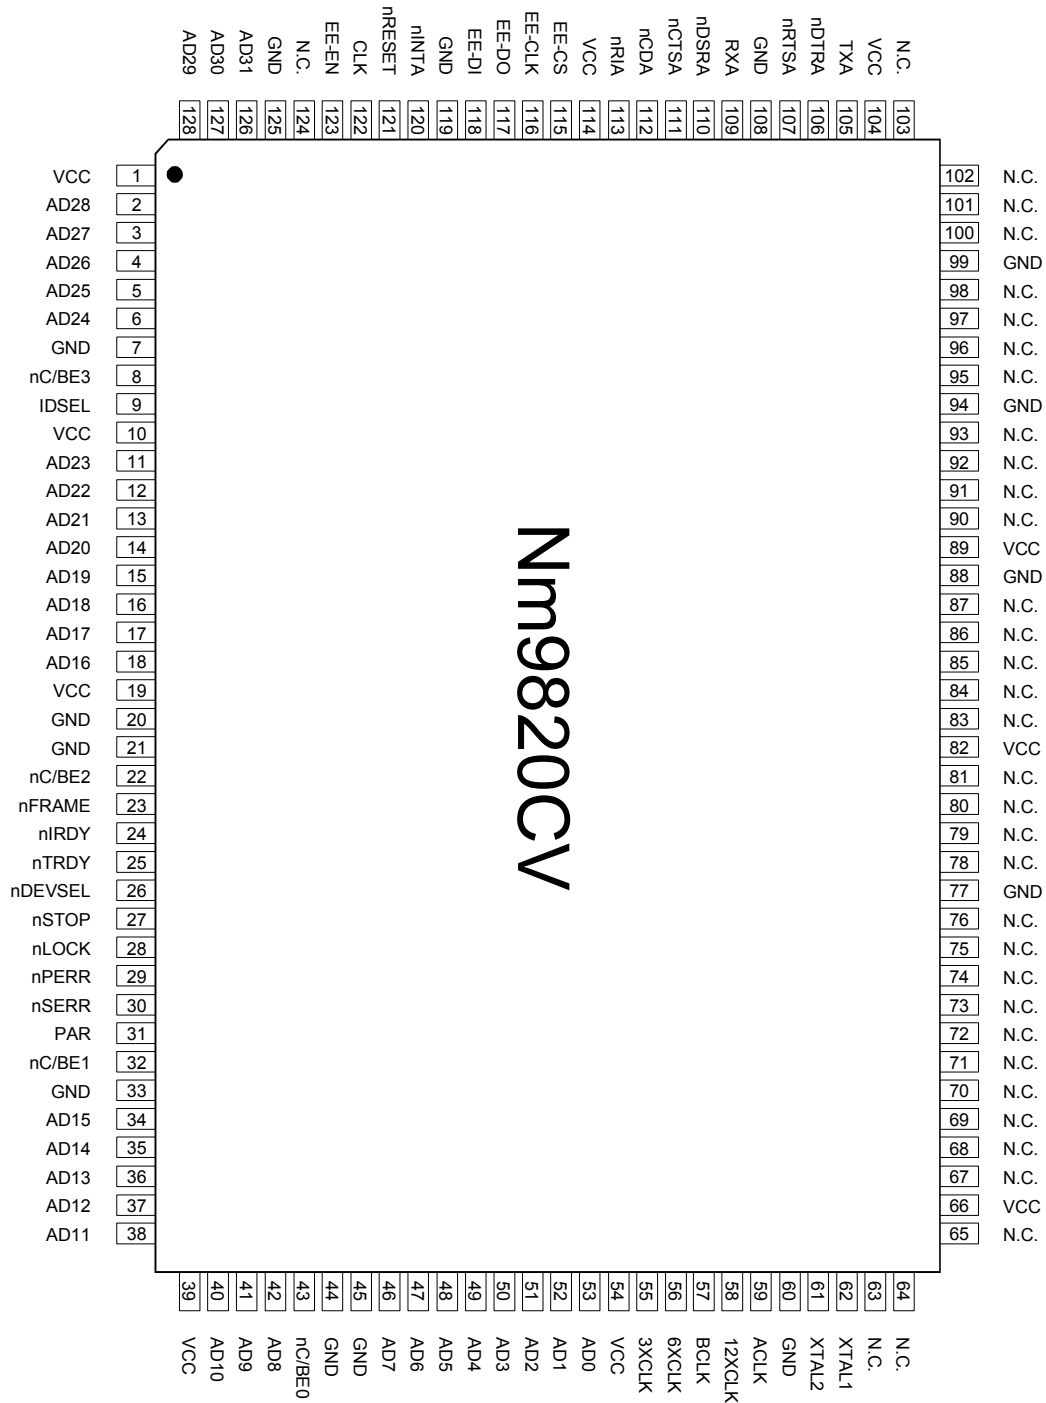 AD29 AD30 AD31 GND N.C. EE-EN CLK nRESET nINTA GND EE-DI EE-DO EE-CLK EE-CS VCC nRIA nCDA nCTSA nDSRA RXA GND nRTSA nDTRA TXA VCC N.C.
128 127 126 125 124 123 122 121 120 119 118 117 116 115 114 113 112 111 110 109 108 107 106 105 104 103
VCC 1 102 N.C.
AD28 2 101 N.C.
AD27 3 100 N.C.
AD26 4 99 GND
AD25 5 98 N.C.
AD24 6 97 N.C.
GND 7 96 N.C.
nC/BE3 8 95 N.C.
IDSEL 9 94 GND
VCC 10 93 N.C.
AD23 11 92 N.C.
AD22 12 91 N.C.
AD21 13 90 N.C.
AD20 14 89 VCC
AD19 15 88 GND
AD18 16 87 N.C.
AD17 17 86 N.C.
AD16 18 85 N.C.
VCC 19 84 N.C.
GND 20 83 N.C.
GND 21 82 VCC
nC/BE2 22 81 N.C.
nFRAME 23 80 N.C.
nIRDY 24 79 N.C.
nTRDY 25 78 N.C.
nDEVSEL 26 77 GND
nSTOP 27 76 N.C.
nLOCK 28 75 N.C.
nPERR 29 74 N.C.
nSERR 30 73 N.C.
PAR 31 72 N.C.
nC/BE1 32 71 N.C.
GND 33 70 N.C.
AD15 34 69 N.C.
AD14 35 68 N.C.
AD13 36 67 N.C.
AD12 37 66 VCC
AD11 38 65 N.C.
Nm9820CV
39 40 41 42 43 44 45 46 47 48 49 50 51 52 53 54 55 56 57 58 59 60 61 62 63 64
VCC AD10 AD9 AD8 nC/BE0 GND GND AD7 AD6 AD5 AD4 AD3 AD2 AD1 AD0 VCC 3XCLK 6XCLK BCLK 12XCLK ACLK GND XTAL2 XTAL1 N.C. N.C.